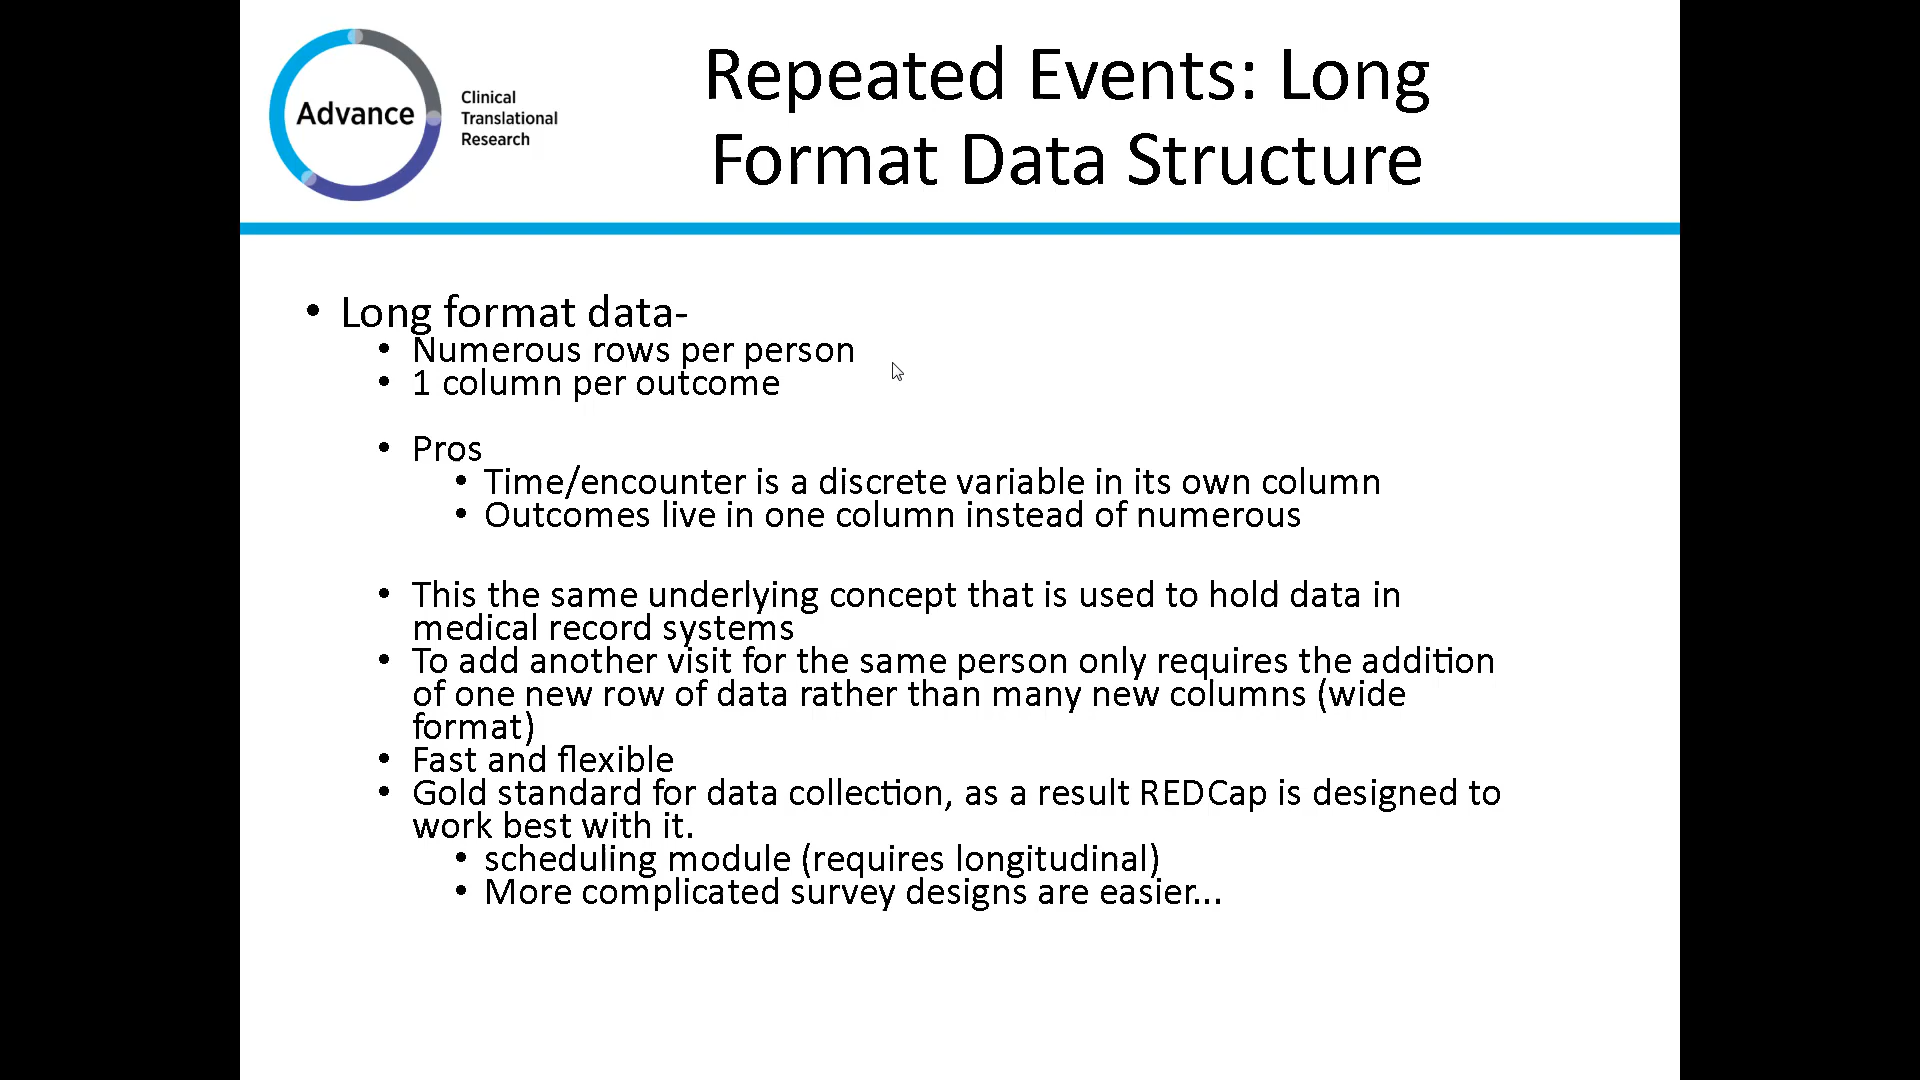 Advance
Clinical
Translational
Research
Repeated Events: Long
Format Data Structure
• Long format data-
• Numerous rows per person
• 1 column per outcome
• Pros
• Time/encounter is a discrete variable in its own column
• Outcomes live in one column instead of numerous
• This the same underlying concept that is used to hold data in
medical record systems
• To add another visit for the same person only requires the addition
of one new row of data rather than many new columns (wide
format)
• Fast and flexible
• Gold standard for data collection, as a result REDCap is designed to
work best with it.
• scheduling module (requires longitudinal)
• More complicated survey designs are easier...